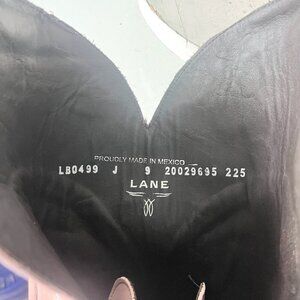 PROUDLY MADE IN MEXICO
LB0499 J 9 20029695 225
LANE